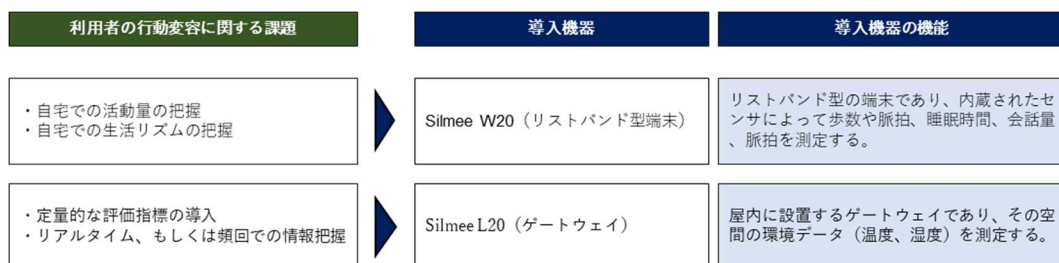 利用者の行動変容に関する課題
導入機器
導入機器の機能
・自宅での活動量の把握
・自宅での生活リズムの把握
Silmee W20（リストバンド型端末）
リストバンド型の端末であり、内蔵されたセ
ンサによって歩数や脈拍、睡眠時間、会話量
、脈拍を測定する。
・定量的な評価指標の導入
・リアルタイム、もしくは頻回での情報把握
Silmee L20（ゲートウェイ）
屋内に設置するゲートウェイであり、その空
間の環境データ（温度、湿度）を測定する。